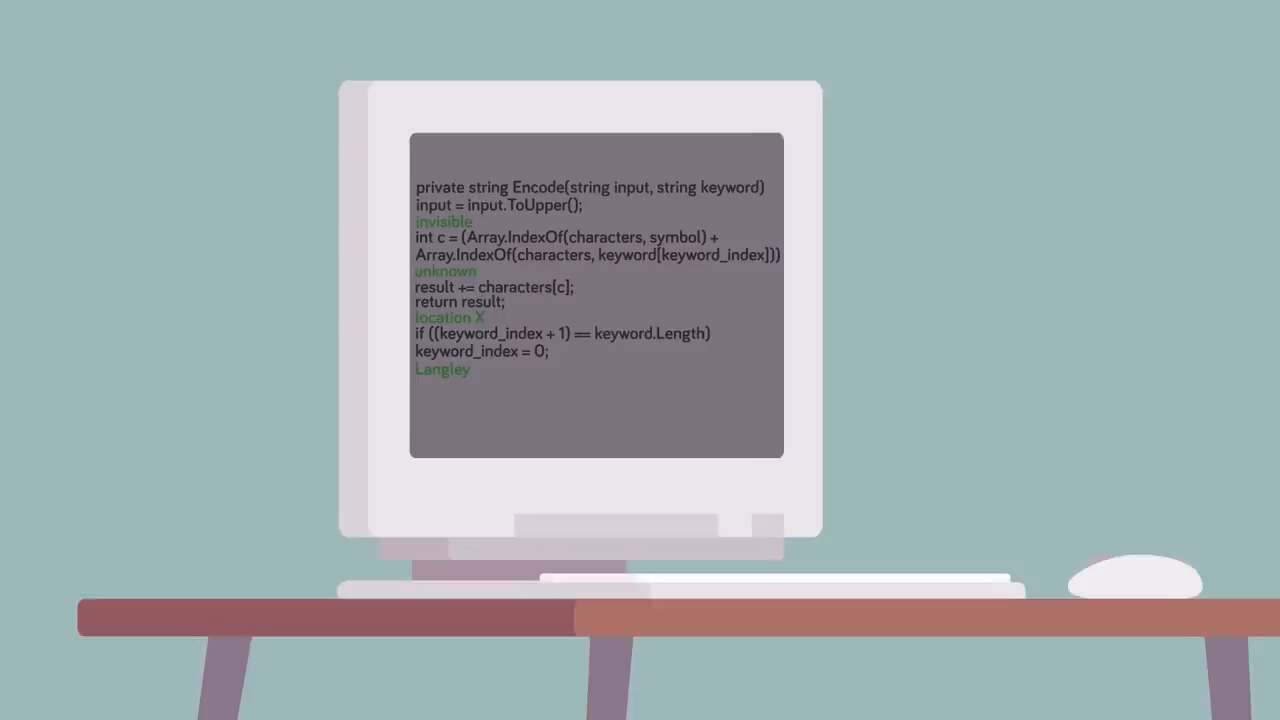 private string Encode(string input, string keyword)
input = input.ToUpper();
invisible
int c = (Array.IndexOf(characters, symbol) +
Array.IndexOf(characters, keyword[keyword_index]))
unknown
result += characters[c];
return result;
location X
if ((keyword_index + 1) == keyword.Length)
keyword_index = 0;
Langley